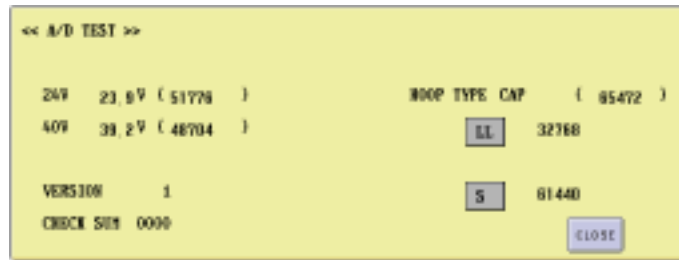 << A/D TEST >>
24V 23.9V ( 51776 ) HOOP TYPE CAP ( 65472 )
40V 39.2V ( 48704 ) LL 32768
VERSION 1 S 61440
CHECK SUM 0000
CLOSE